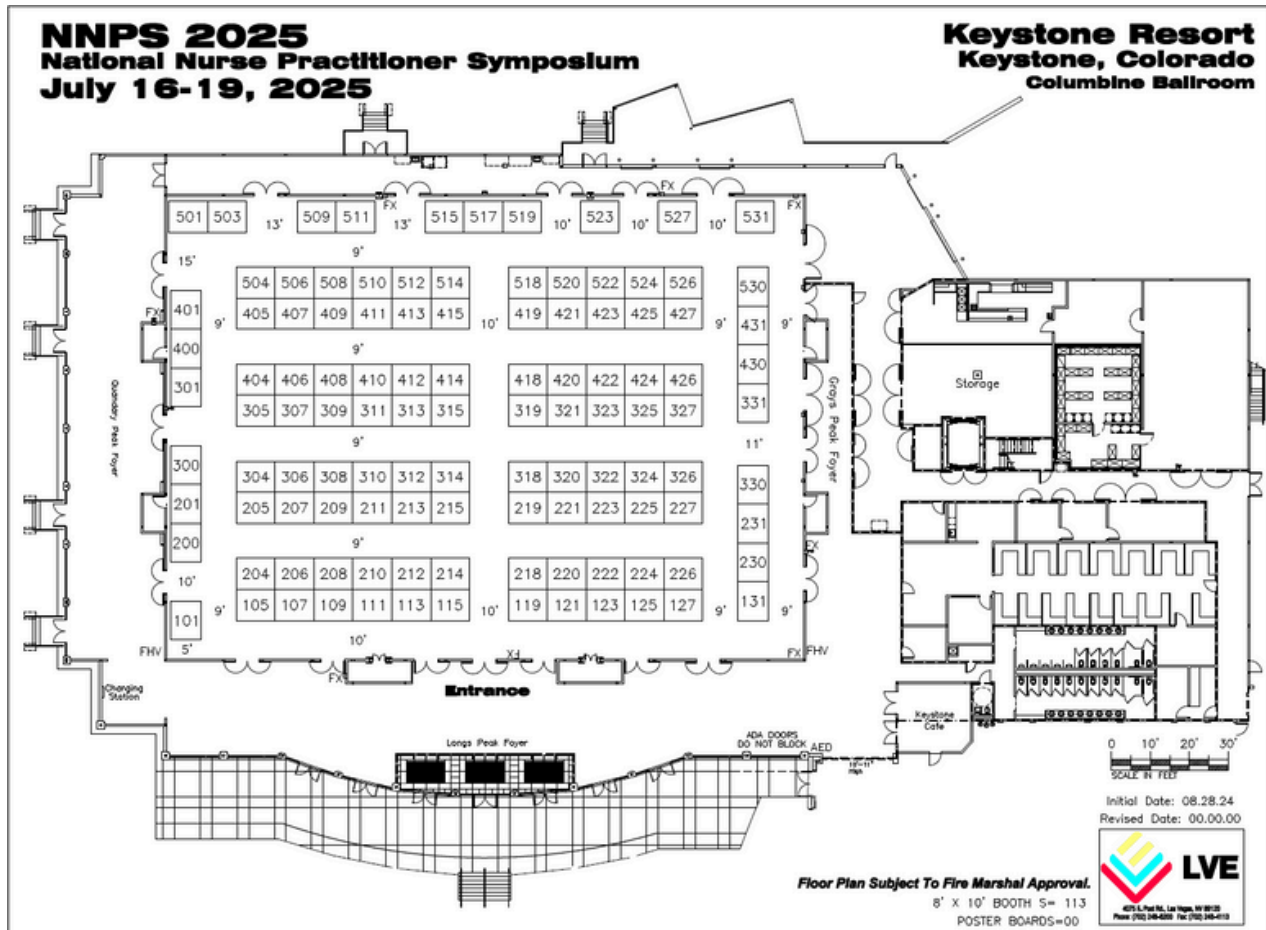 NNPS 2025
National Nurse Practitioner Symposium
July 16-19, 2025
Keystone Resort
Keystone, Colorado
Columbine Ballroom
FX FX FX
501 503 13' 509 511 13' 515 517 519 10' 523 10' 527 10' 531
15' 9'
504 506 508 510 512 514 518 520 522 524 526 530
405 407 409 411 413 415 419 421 423 425 427 431
401 9' 10' 9' 9'
FX
400 9' 430
301 404 406 408 410 412 414 418 420 422 424 426 331
305 307 309 311 313 315 319 321 323 325 327
9' 11'
Quandary Peak Foyer
Grays Peak Foyer
Storage
300 304 306 308 310 312 314 318 320 322 324 326 330
201 205 207 209 211 213 215 219 221 223 225 227 231
200 9' 230
FX
10' 204 206 208 210 212 214 218 220 222 224 226
101 9' 105 107 109 111 113 115 10' 119 121 123 125 127 9' 131 9'
FHV 5' 10' FX FX FHV
FX
Entrance
Charging
Station
Longs Peak Foyer
ADA DOORS
DO NOT BLOCK
AED
Keystone
Cafe
0 10' 20' 30'
SCALE IN FEET
Initial Date: 08.28.24
Revised Date: 00.00.00
LVE
Floor Plan Subject To Fire Marshal Approval.
8' X 10' BOOTH S= 113
POSTER BOARDS=00